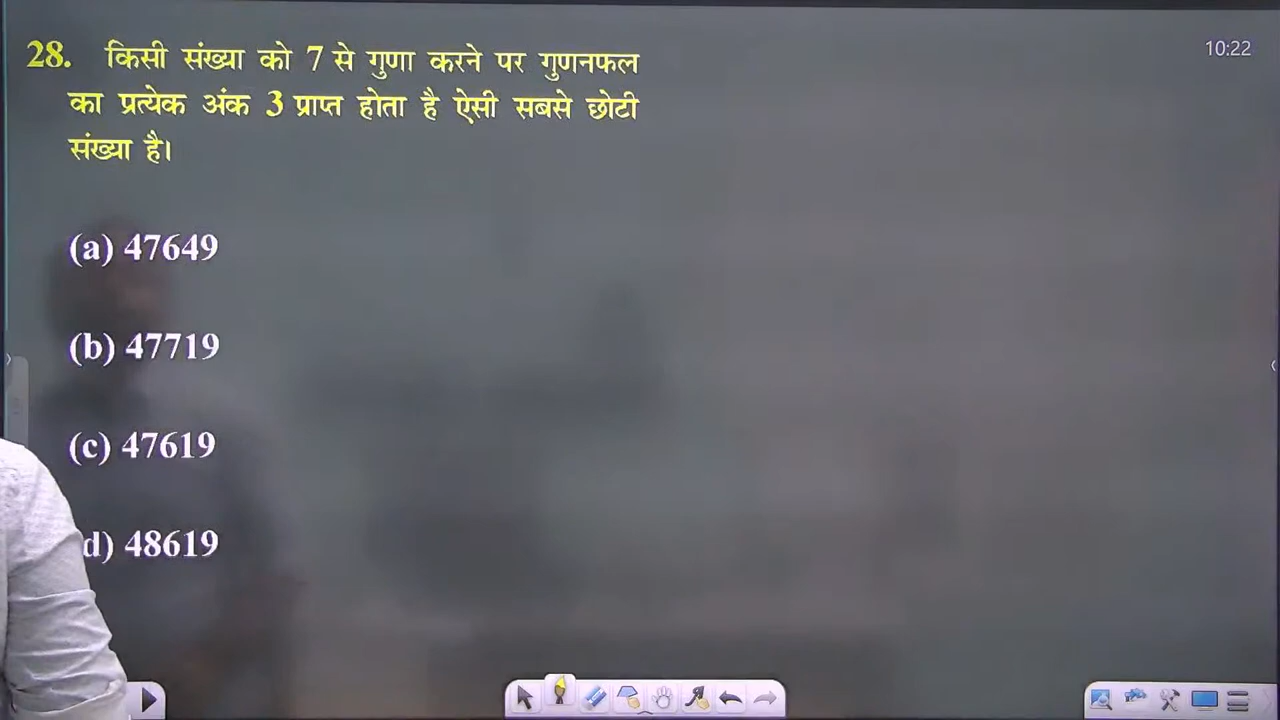 10:22
28. किसी संख्या को 7 से गुणा करने पर गुणनफल
का प्रत्येक अंक 3 प्राप्त होता है ऐसी सबसे छोटी
संख्या है।
(a) 47649
(b) 47719
(c) 47619
d) 48619